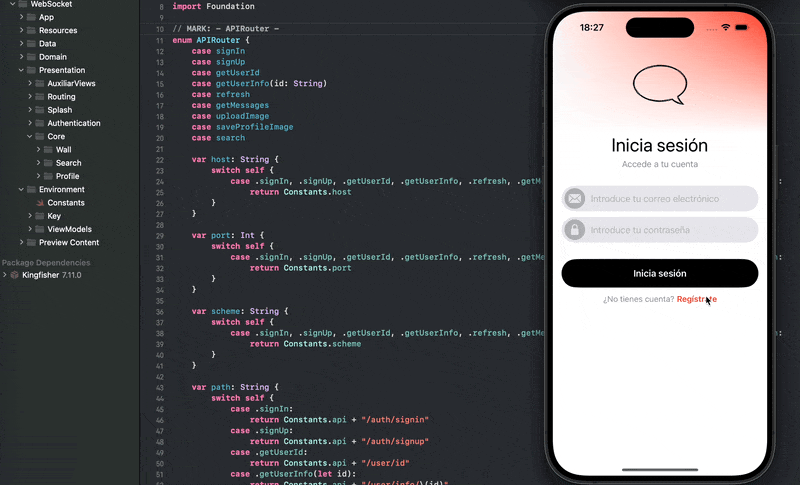 WebSocket
App
Resources
Data
Domain
Presentation
AuxiliarViews
Routing
Splash
Authentication
Core
Wall
Search
Profile
Environment
Constants
Key
ViewModels
Preview Content
Package Dependencies
Kingfisher 7.11.0
8 import Foundation
9
10 // MARK: - APIRouter -
11 enum APIRouter {
12 case signIn
13 case signUp
14 case getUserId
15 case getUserInfo(id: String)
16 case refresh
17 case getMessages
18 case uploadImage
19 case saveProfileImage
20 case search
21
22 var host: String {
23 switch self {
24 case .signIn, .signUp, .getUserId, .getUserInfo, .refresh, .getM
25 return Constants.host
26 }
27 }
28
29 var port: Int {
30 switch self {
31 case .signIn, .signUp, .getUserId, .getUserInfo, .refresh, .getMe
32 return Constants.port
33 }
34 }
35
36 var scheme: String {
37 switch self {
38 case .signIn, .signUp, .getUserId, .getUserInfo, .refresh, .getMe
39 return Constants.scheme
40 }
41 }
42
43 var path: String {
44 switch self {
45 case .signIn:
46 return Constants.api + "/auth/signin"
47 case .signUp:
48 return Constants.api + "/auth/signup"
49 case .getUserId:
50 return Constants.api + "/user/id"
51 case .getUserInfo(let id):
52 return Constants.api + "/user/info/\(id)"
18:27
Inicia sesión
Accede a tu cuenta
Introduce tu correo electrónico
Introduce tu contraseña
Inicia sesión
¿No tienes cuenta? Regístrate